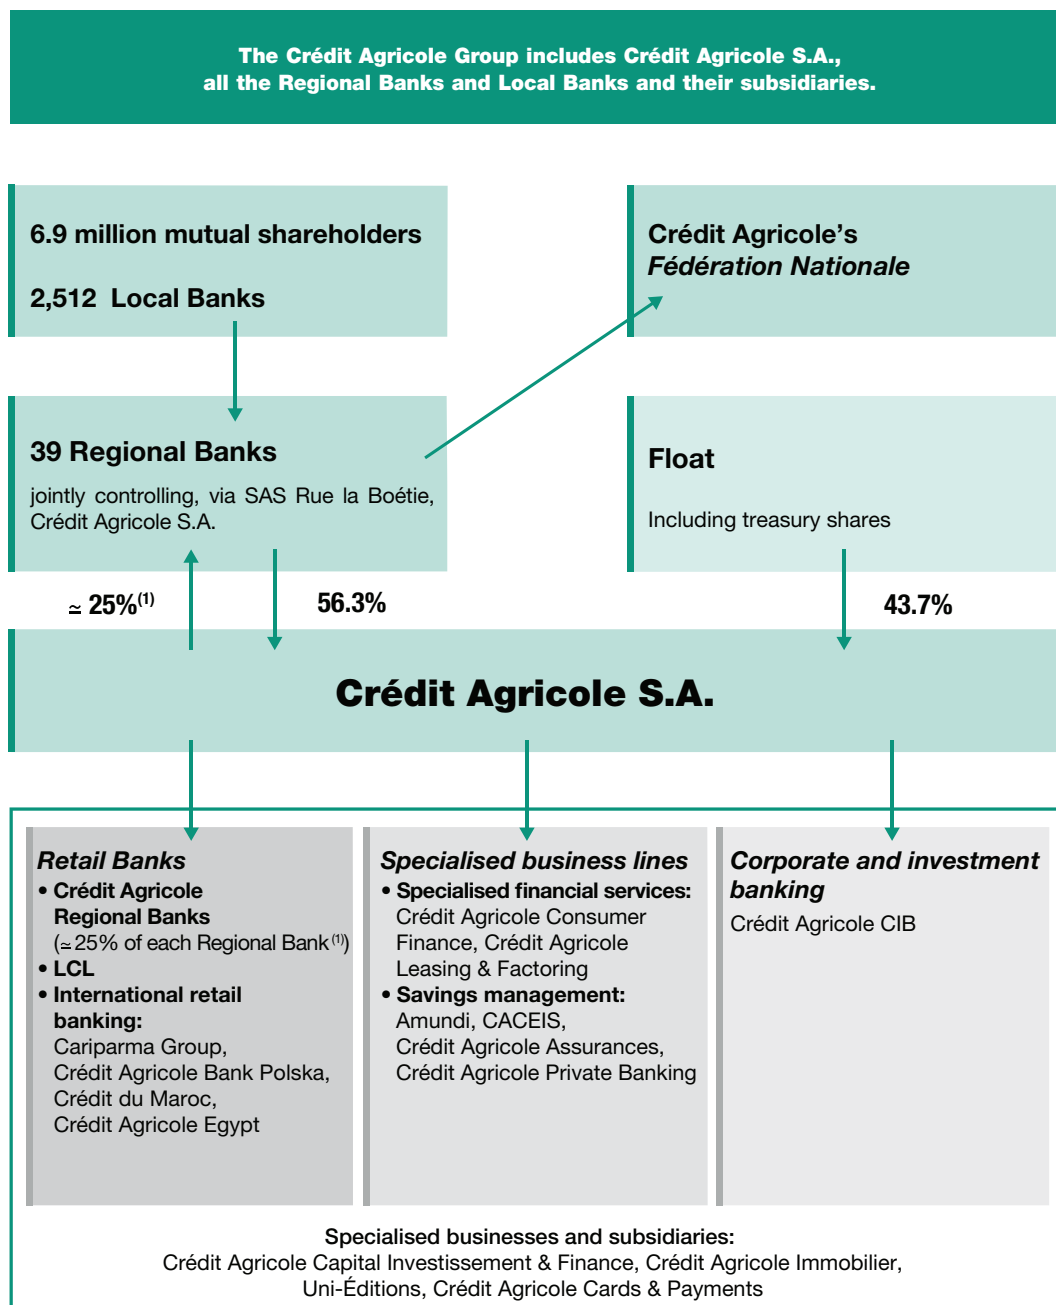 The Crédit Agricole Group includes Crédit Agricole S.A.,
all the Regional Banks and Local Banks and their subsidiaries.
6.9 million mutual shareholders
2,512 Local Banks
Crédit Agricole’s
Fédération Nationale
39 Regional Banks
jointly controlling, via SAS Rue la Boétie,
Crédit Agricole S.A.
Float
Including treasury shares
≃ 25%(1)
56.3%
43.7%
Crédit Agricole S.A.
Retail Banks
• Crédit Agricole
Regional Banks
(≃25% of each Regional Bank(1))
• LCL
• International retail
banking:
Cariparma Group,
Crédit Agricole Bank Polska,
Crédit du Maroc,
Crédit Agricole Egypt
Specialised business lines
• Specialised financial services:
Crédit Agricole Consumer
Finance, Crédit Agricole
Leasing & Factoring
• Savings management:
Amundi, CACEIS,
Crédit Agricole Assurances,
Crédit Agricole Private Banking
Corporate and investment
banking
Crédit Agricole CIB
Specialised businesses and subsidiaries:
Crédit Agricole Capital Investissement & Finance, Crédit Agricole Immobilier,
Uni-Éditions, Crédit Agricole Cards & Payments